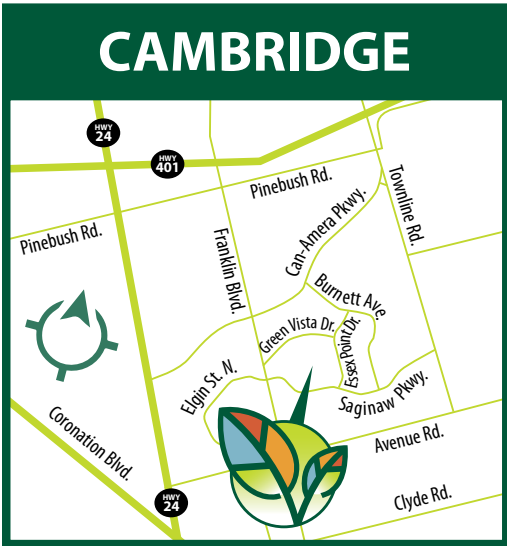 CAMBRIDGE
HWY
24
HWY
401
Pinebush Rd.
Townline Rd.
Pinebush Rd.
Can-Amera Pkwy.
Franklin Blvd.
Burnett Ave.
Green Vista Dr.
Essex Point Dr.
Elgin St. N.
Saginaw Pkwy.
Coronation Blvd.
Avenue Rd.
HWY
24
Clyde Rd.